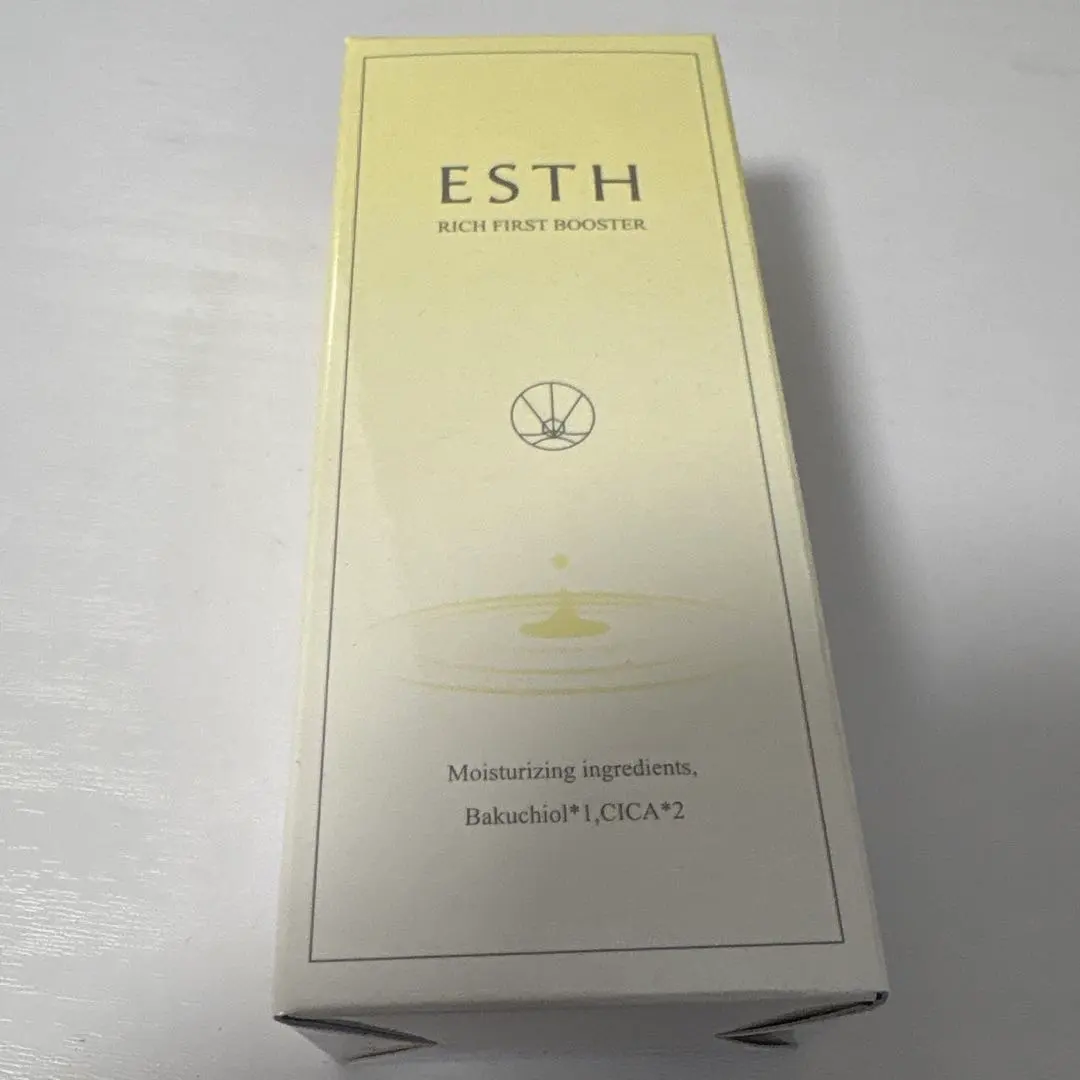 ESTH
RICH FIRST BOOSTER
Moisturizing ingredients,
Bakuchiol*1,CICA*2